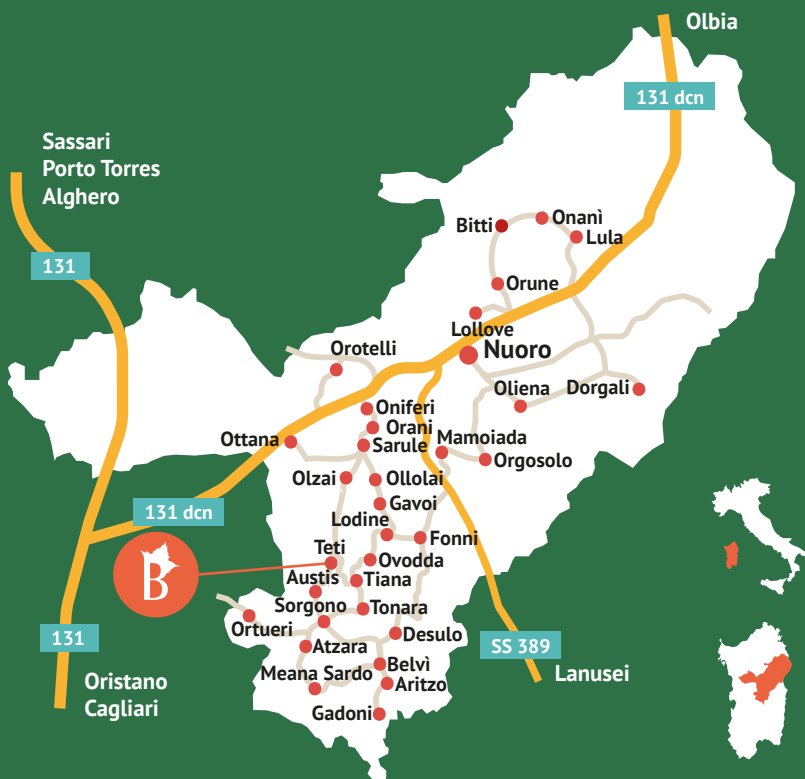 Olbia
131 dcn
Sassari
Porto Torres
Alghero
131
Bitti
Onanì
Lula
Orune
Lollove
Nuoro
Orotelli
Oliena
Dorgali
Oniferi
Orani
Ottana
Sarule
Mamoiada
Orgosolo
Olzai
Ollolai
Gavoi
131 dcn
Lodine
Fonni
Teti
Ovodda
B
Austis
Tiana
Sorgono
Tonara
Ortueri
Desulo
131
SS 389
Atzara
Belvì
Meana Sardo
Lanusei
Aritzo
Oristano
Cagliari
Gadoni